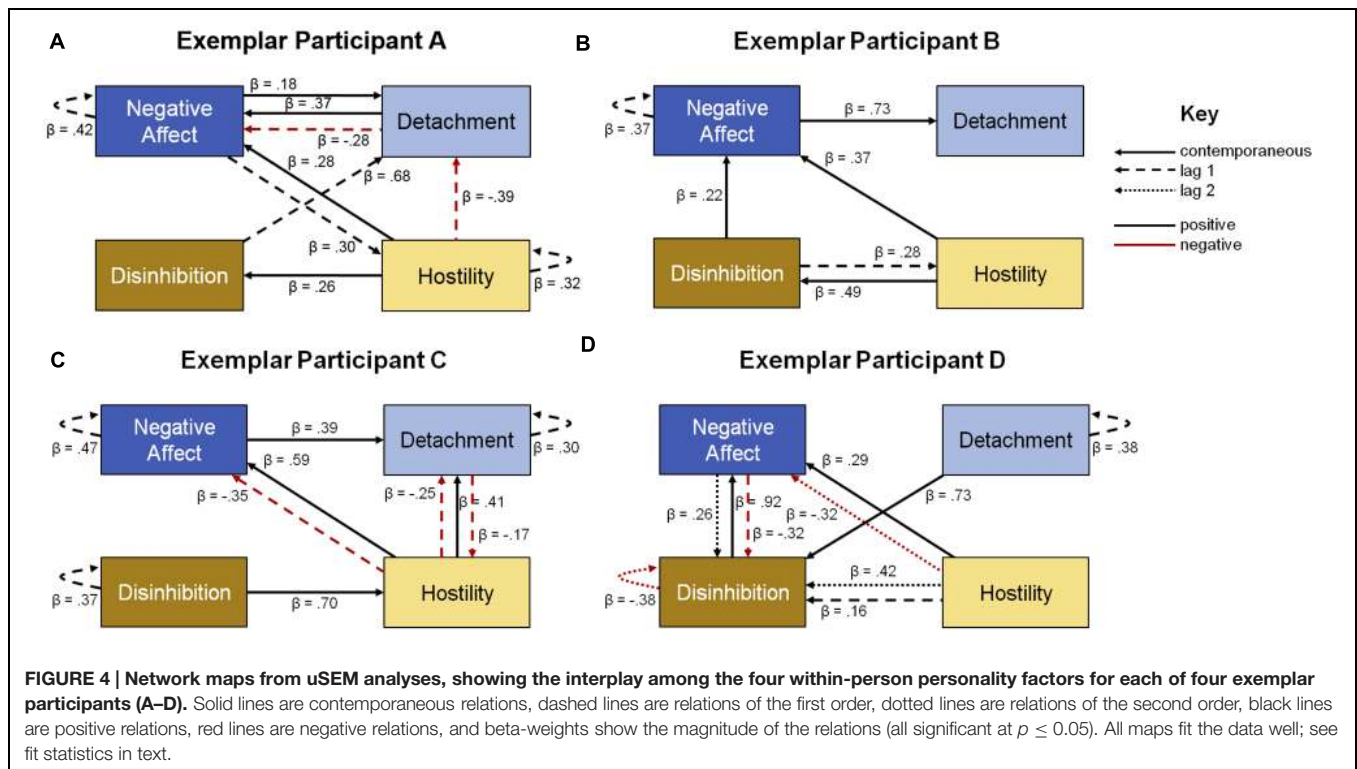 A
Exemplar Participant A
β = .18
Negative
Affect
β = .37
Detachment
β = .42
β = -.28
β = .28
β = .68
β = -.39
β = .30
Disinhibition
Hostility
β = .26
β = .32
B
Exemplar Participant B
Negative
Affect
β = .73
Detachment
β = .37
β = .37
β = .22
Disinhibition
β = .28
Hostility
β = .49
Key
contemporaneous
lag 1
lag 2
positive
negative
C
Exemplar Participant C
Negative
Affect
β = .39
Detachment
β = .47
β = .30
β = .59
β = -.35
β = -.25
β = .41
β = -.17
Disinhibition
Hostility
β = .37
β = .70
D
Exemplar Participant D
Negative
Affect
Detachment
β = .29
β = .38
β = .73
β = .26
β = .92
β = -.32
β = -.32
Disinhibition
β = .42
Hostility
β = -.38
β = .16
FIGURE 4 | Network maps from uSEM analyses, showing the interplay among the four within-person personality factors for each of four exemplar
participants (A–D). Solid lines are contemporaneous relations, dashed lines are relations of the first order, dotted lines are relations of the second order, black lines
are positive relations, red lines are negative relations, and beta-weights show the magnitude of the relations (all significant at p ≤ 0.05). All maps fit the data well; see
fit statistics in text.